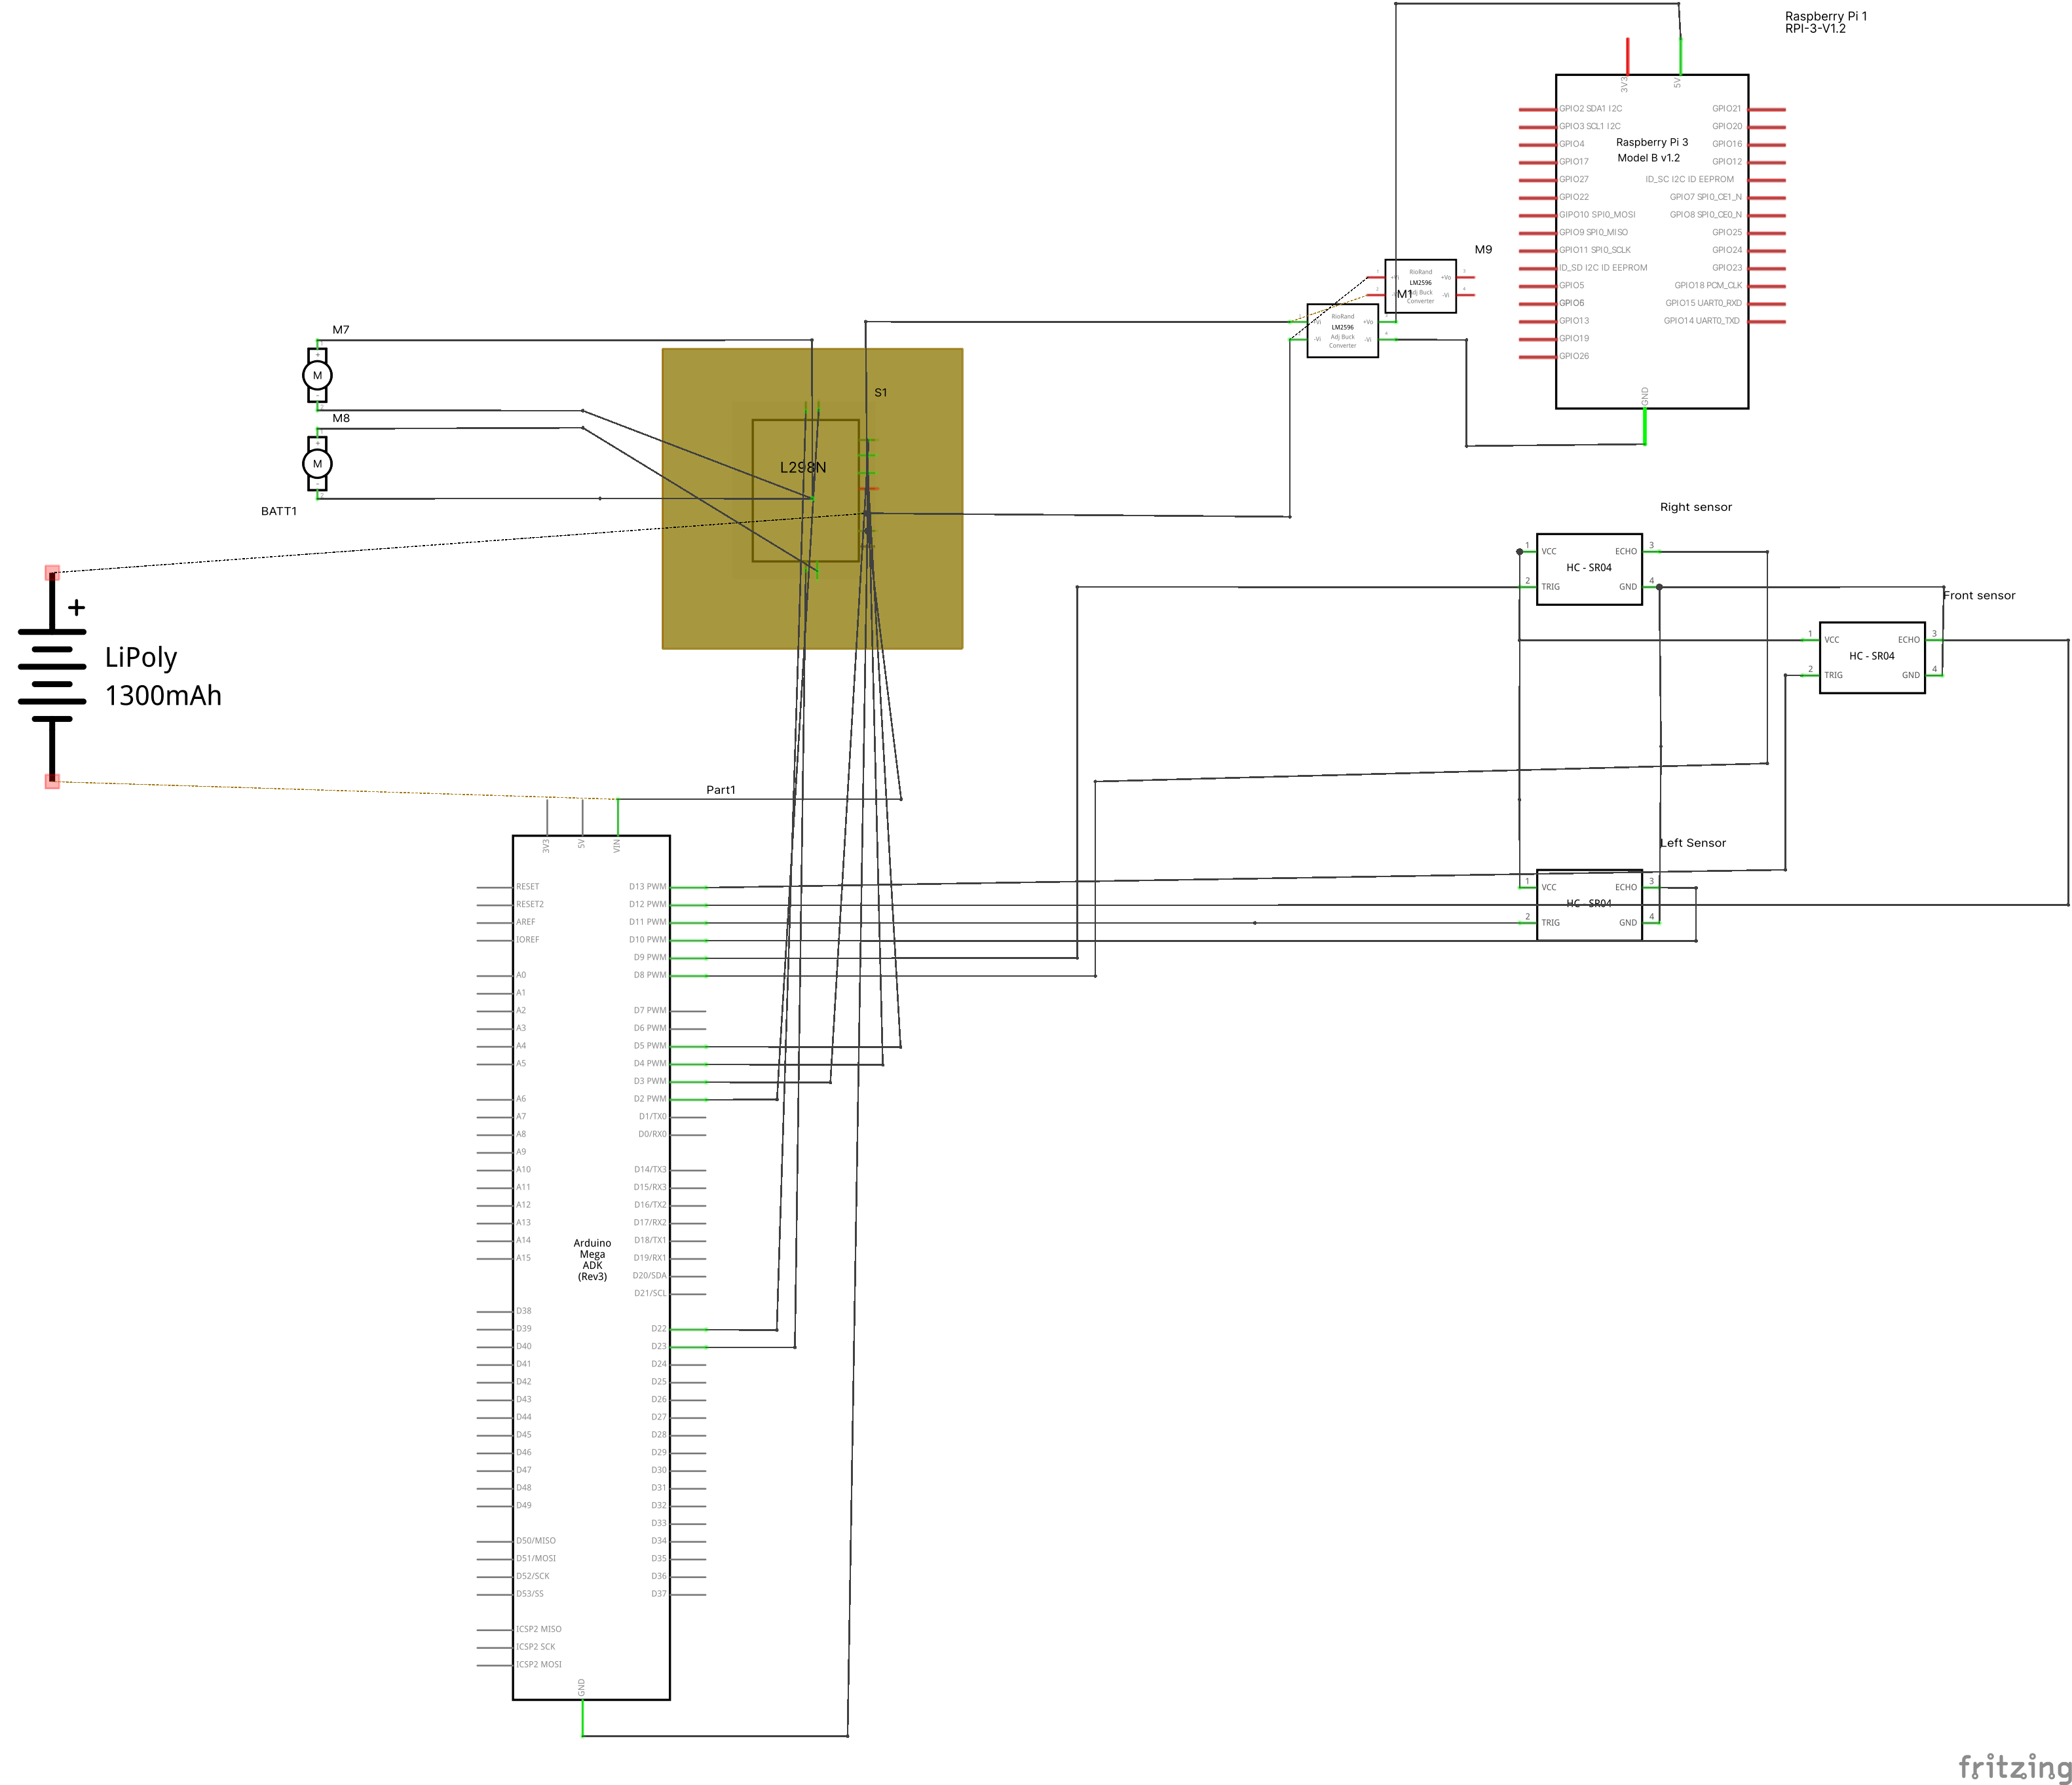 Raspberry Pi 1
RPI-3-V1.2
3V3
5V
GPIO2 SDA1 I2C
GPIO21
GPIO3 SCL1 I2C
GPIO20
GPIO4
GPIO16
Raspberry Pi 3
Model B v1.2
GPIO17
GPIO12
GPIO27
ID_SC I2C ID EEPROM
GPIO22
GPIO7 SPI0_CE1_N
GIPO10 SPI0_MOSI
GPIO8 SPI0_CE0_N
GPIO9 SPI0_MISO
GPIO25
GPIO11 SPI0_SCLK
GPIO24
ID_SD I2C ID EEPROM
GPIO23
GPIO5
GPIO18 PCM_CLK
GPIO6
GPIO15 UART0_RXD
GPIO13
GPIO14 UART0_TXD
GPIO19
GPIO26
GND
M9
1
2
3
4
RioRand
LM2596
Adj Buck
Converter
+Vo
-Vi
M1
RioRand
LM2596
Adj Buck
Converter
-Vi
+Vo
-Vi
M7
+
M
-
M8
+
M
-
BATT1
S1
L298N
+
LiPoly
1300mAh
Right sensor
1
VCC
ECHO
3
HC - SR04
2
TRIG
GND
4
Front sensor
1
VCC
ECHO
3
HC - SR04
2
TRIG
GND
4
Left Sensor
1
VCC
ECHO
3
HC - SR04
2
TRIG
GND
4
Part1
3V3
5V
VIN
RESET
D13 PWM
RESET2
D12 PWM
AREF
D11 PWM
IOREF
D10 PWM
D9 PWM
A0
D8 PWM
A1
A2
D7 PWM
A3
D6 PWM
A4
D5 PWM
A5
D4 PWM
D3 PWM
A6
D2 PWM
A7
D1/TX0
A8
D0/RX0
A9
A10
D14/TX3
A11
D15/RX3
A12
D16/TX2
A13
D17/RX2
A14
D18/TX1
A15
D19/RX1
Arduino
Mega
ADK
(Rev3)
D20/SDA
D21/SCL
D38
D39
D22
D40
D23
D41
D24
D42
D25
D43
D26
D44
D27
D45
D28
D46
D29
D47
D30
D48
D31
D49
D32
D33
D50/MISO
D34
D51/MOSI
D35
D52/SCK
D36
D53/SS
D37
ICSP2 MISO
ICSP2 SCK
ICSP2 MOSI
GND
fritzing